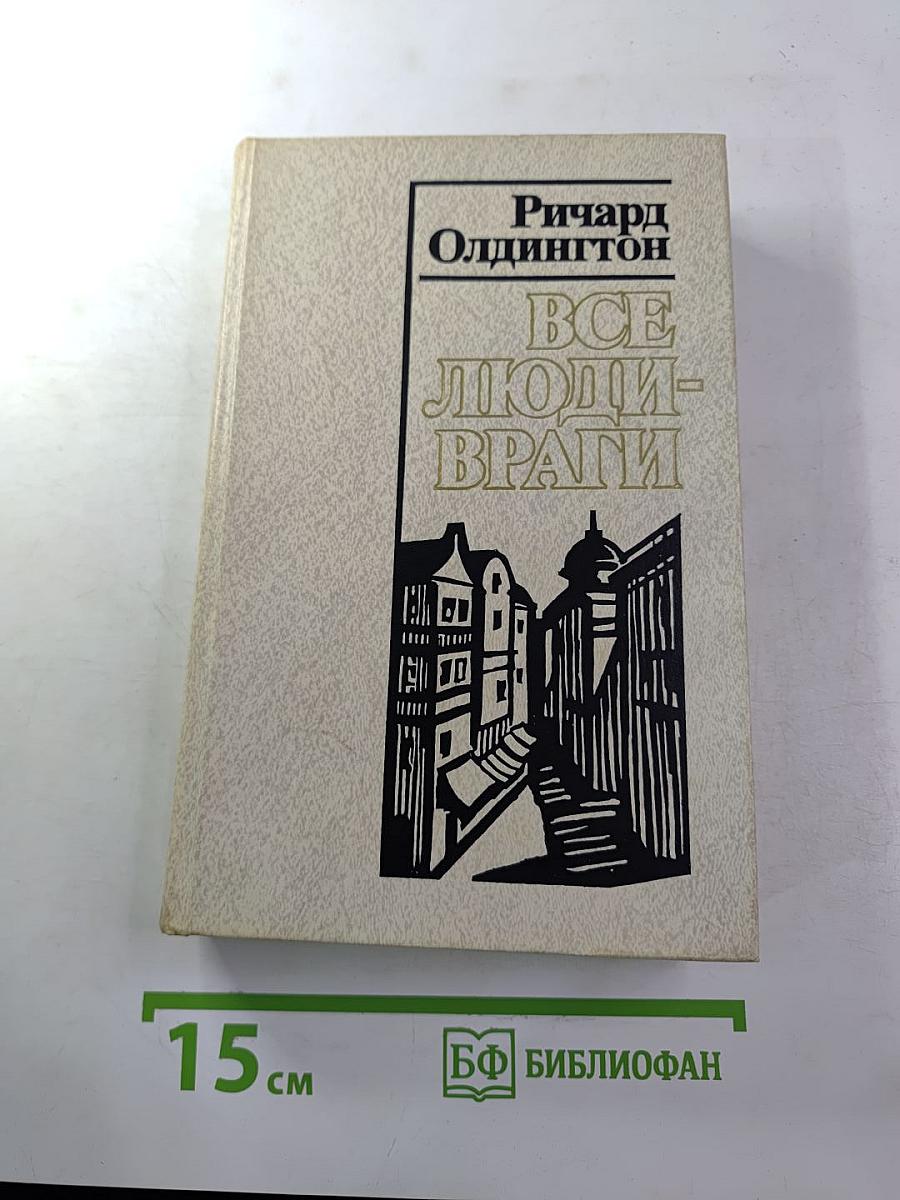 Ричард
Олдингтон
ВСЕ
ЛЮДИ-
ВРАГИ
15 см
БФ БИБЛИОФАН